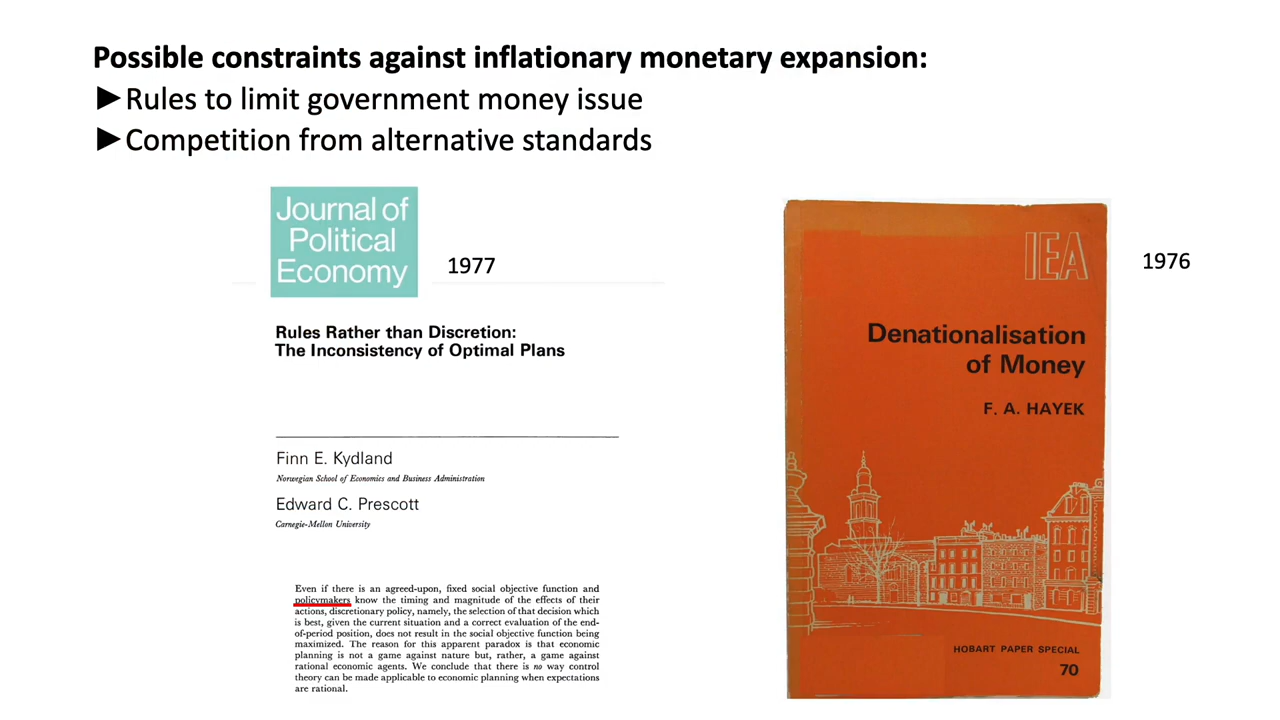 Possible constraints against inflationary monetary expansion:
►Rules to limit government money issue
►Competition from alternative standards
Journal of
Political
Economy
1977
Rules Rather than Discretion:
The Inconsistency of Optimal Plans
Finn E. Kydland
Norwegian School of Economics and Business Administration
Edward C. Prescott
Carnegie-Mellon University
Even if there is an agreed-upon, fixed social objective function and
policymakers know the timing and magnitude of the effects of their
actions, discretionary policy, namely, the selection of that decision which
is best, given the current situation and a correct evaluation of the end-
of-period position, does not result in the social objective function being
maximized. The reason for this apparent paradox is that economic
planning is not a game against nature but, rather, a game against
rational economic agents. We conclude that there is no way control
theory can be made applicable to economic planning when expectations
are rational.
IEA
1976
Denationalisation
of Money
F. A. HAYEK
HOBART PAPER SPECIAL
70